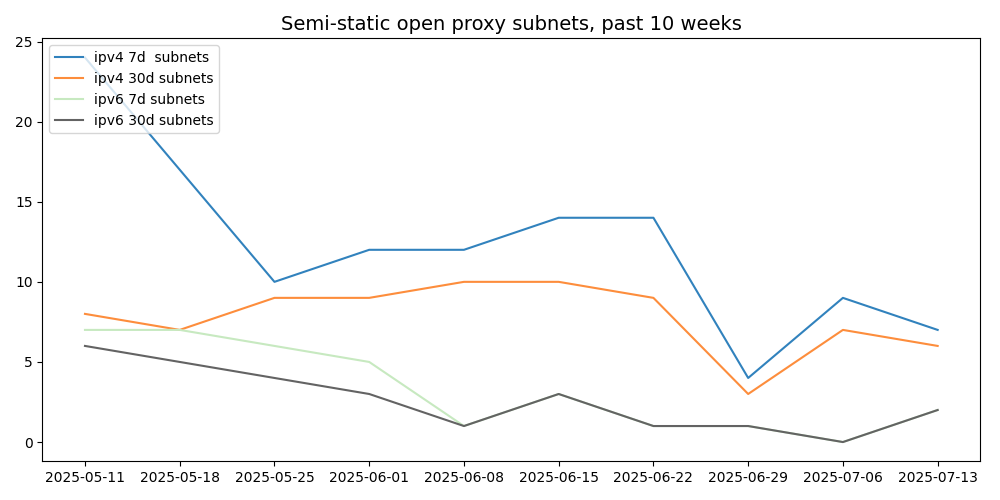 Semi-static open proxy subnets, past 10 weeks
25
20
15
10
5
0
ipv4 7d  subnets
ipv4 30d subnets
ipv6 7d subnets
ipv6 30d subnets
2025-05-11 2025-05-18 2025-05-25 2025-06-01 2025-06-08 2025-06-15 2025-06-22 2025-06-29 2025-07-06 2025-07-13